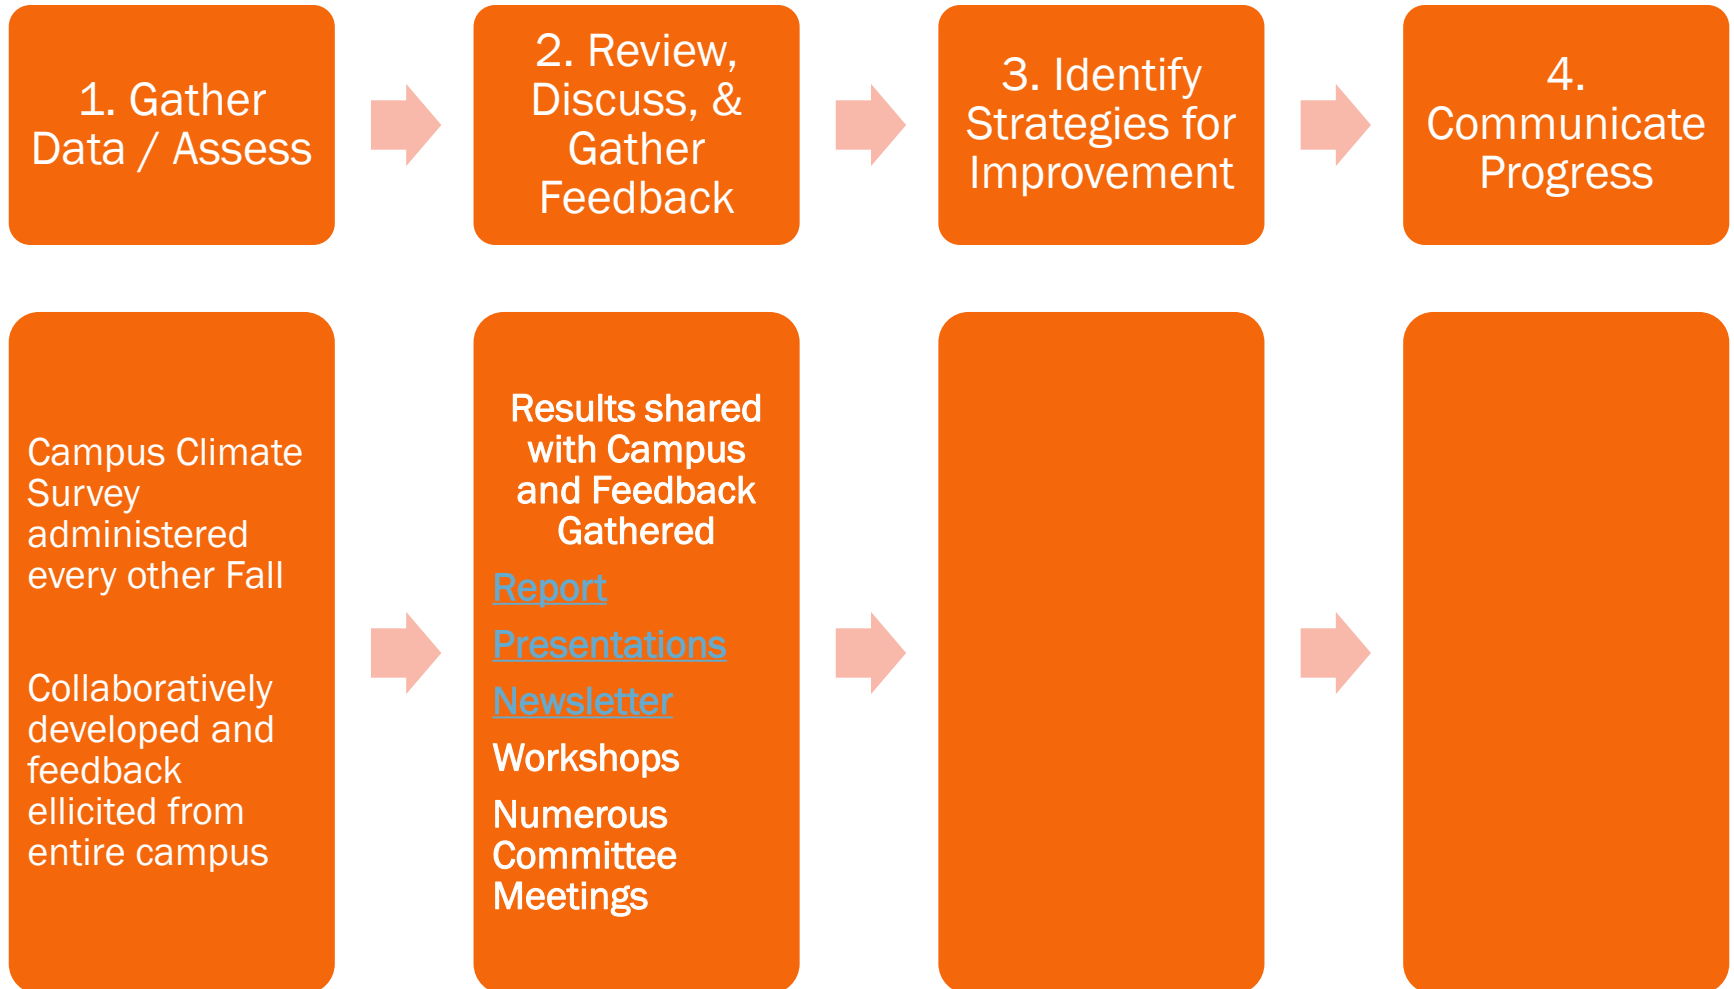 1. Gather
Data / Assess
2. Review,
Discuss, &
Gather
Feedback
3. Identify
Strategies for
Improvement
4.
Communicate
Progress
Campus Climate
Survey
administered
every other Fall
Collaboratively
developed and
feedback
ellicited from
entire campus
Results shared
with Campus
and Feedback
Gathered
Report
Presentations
Newsletter
Workshops
Numerous
Committee
Meetings